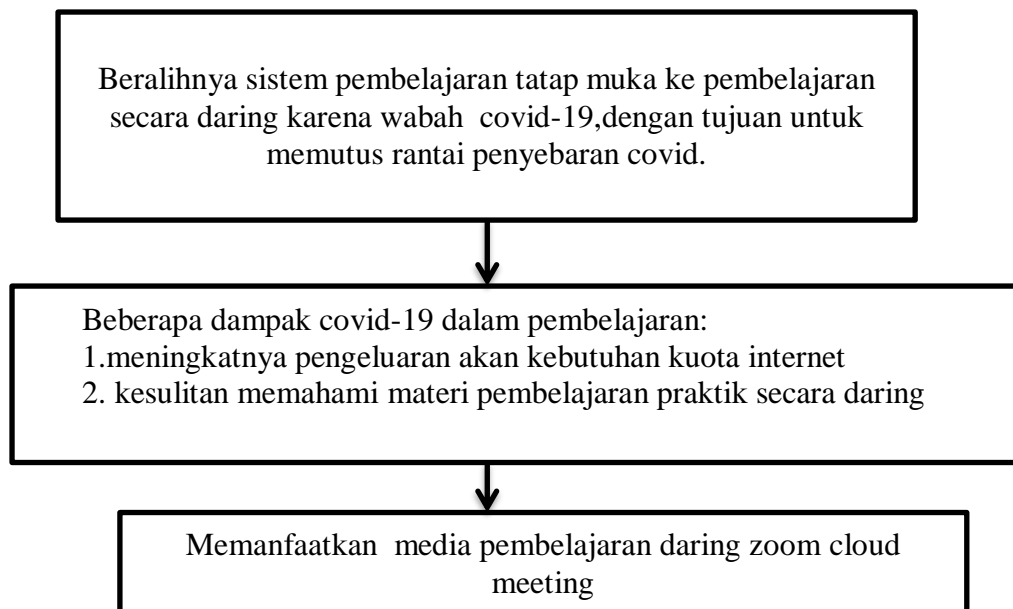 Beralihnya sistem pembelajaran tatap muka ke pembelajaran
secara daring karena wabah covid-19,dengan tujuan untuk
memutus rantai penyebaran covid.
Beberapa dampak covid-19 dalam pembelajaran:
1.meningkatnya pengeluaran akan kebutuhan kuota internet
2. kesulitan memahami materi pembelajaran praktik secara daring
Memanfaatkan media pembelajaran daring zoom cloud
meeting